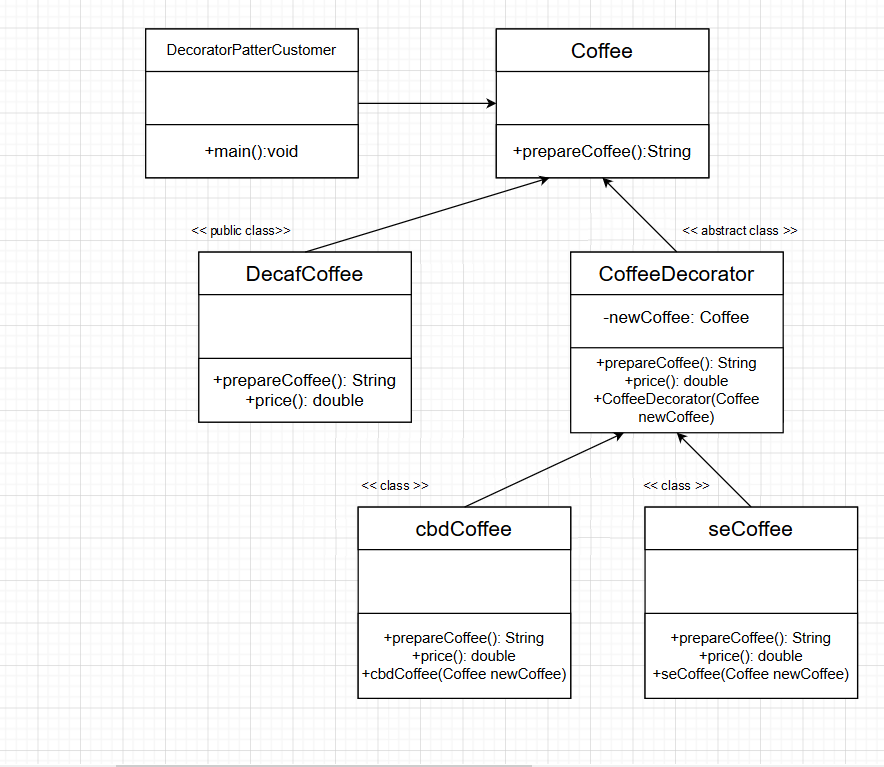 DecoratorPatterCustomer
+main():void
Coffee
+prepareCoffee():String
<< public class>>
<< abstract class >>
DecafCoffee
+prepareCoffee(): String
+price(): double
CoffeeDecorator
-newCoffee: Coffee
+prepareCoffee(): String
+price(): double
+CoffeeDecorator(Coffee
newCoffee)
<< class >>
<< class >>
cbdCoffee
+prepareCoffee(): String
+price(): double
+cbdCoffee(Coffee newCoffee)
seCoffee
+prepareCoffee(): String
+price(): double
+seCoffee(Coffee newCoffee)